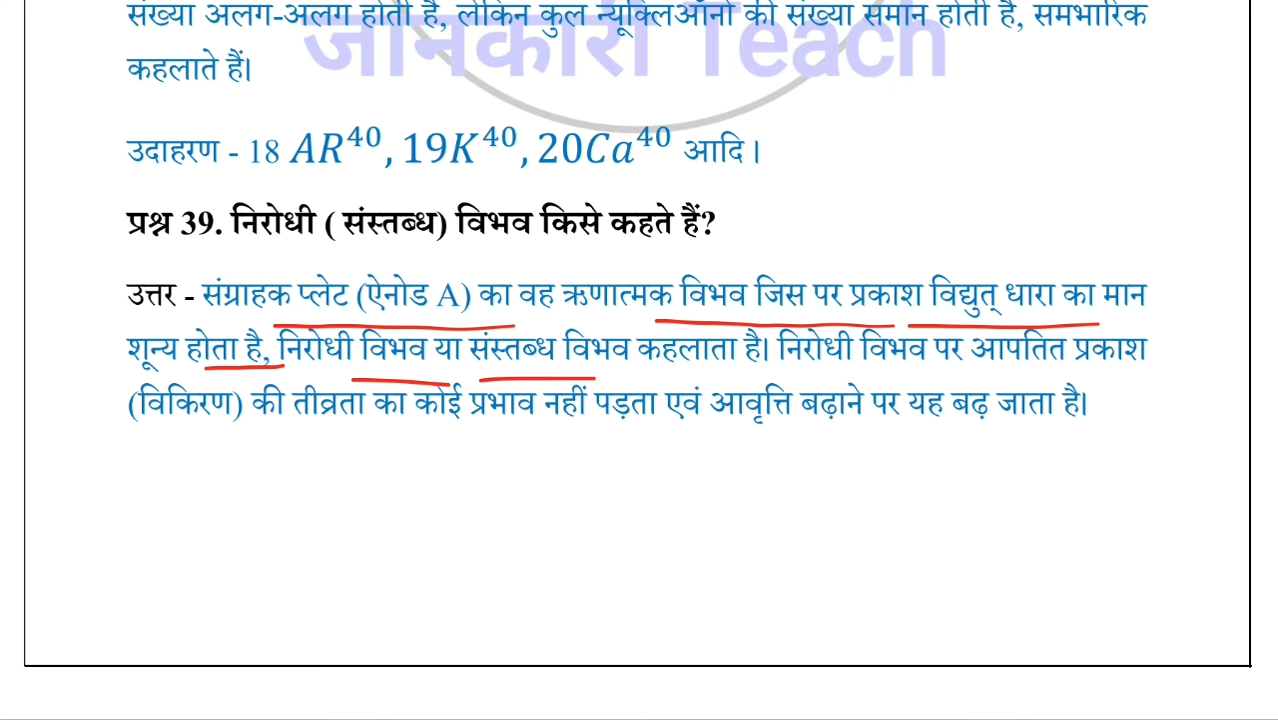 संख्या अलग-अलग होती है, लेकिन कुल न्यूक्लिऑनों की संख्या समान होती है, समभारिक
जानकारी Teach
कहलाते हैं।
उदाहरण - 18 AR⁴⁰, 19K⁴⁰, 20Ca⁴⁰ आदि।
प्रश्न 39. निरोधी ( संस्तब्ध) विभव किसे कहते हैं?
उत्तर - संग्राहक प्लेट (ऐनोड A) का वह ऋणात्मक विभव जिस पर प्रकाश विद्युत् धारा का मान
शून्य होता है, निरोधी विभव या संस्तब्ध विभव कहलाता है। निरोधी विभव पर आपतित प्रकाश
(विकिरण) की तीव्रता का कोई प्रभाव नहीं पड़ता एवं आवृत्ति बढ़ाने पर यह बढ़ जाता है।